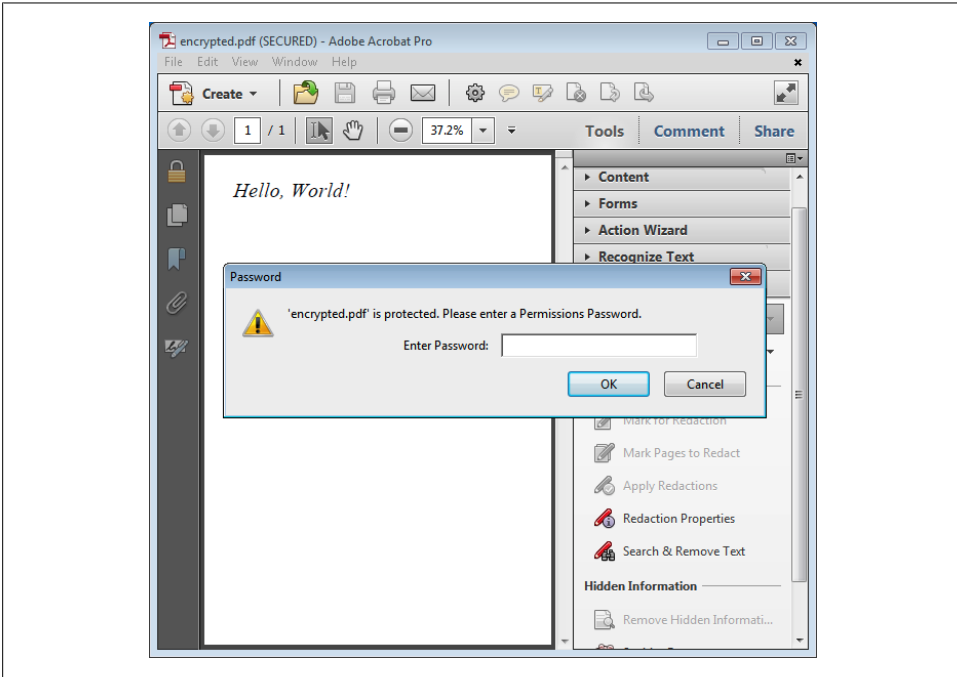 encrypted.pdf (SECURED) - Adobe Acrobat Pro
File Edit View Window Help
Create
1 / 1 37.2% Tools Comment Share
Content
Hello, World!
Forms
Action Wizard
Recognize Text
Password
'encrypted.pdf' is protected. Please enter a Permissions Password.
Enter Password:
OK Cancel
Mark for Redaction
Mark Pages to Redact
Apply Redactions
Redaction Properties
Search & Remove Text
Hidden Information
Remove Hidden Informati...